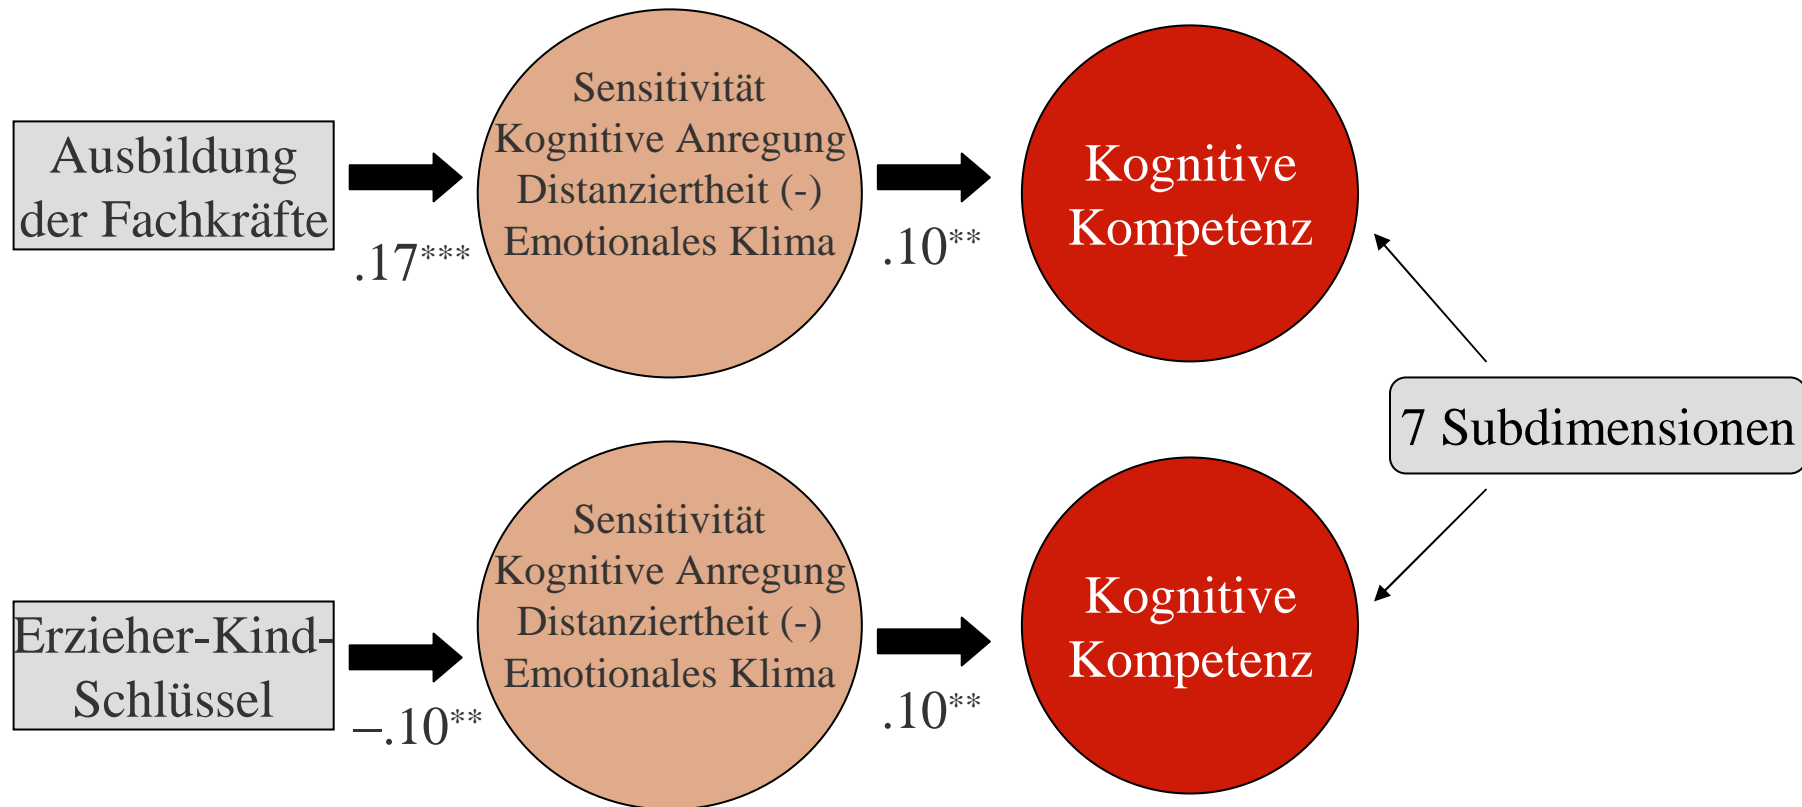 Ausbildung
der Fachkräfte
.17***
Sensitivität
Kognitive Anregung
Distanziertheit (-)
Emotionales Klima
.10**
Kognitive
Kompetenz
7 Subdimensionen
Erzieher-Kind-
Schlüssel
–.10**
Sensitivität
Kognitive Anregung
Distanziertheit (-)
Emotionales Klima
.10**
Kognitive
Kompetenz